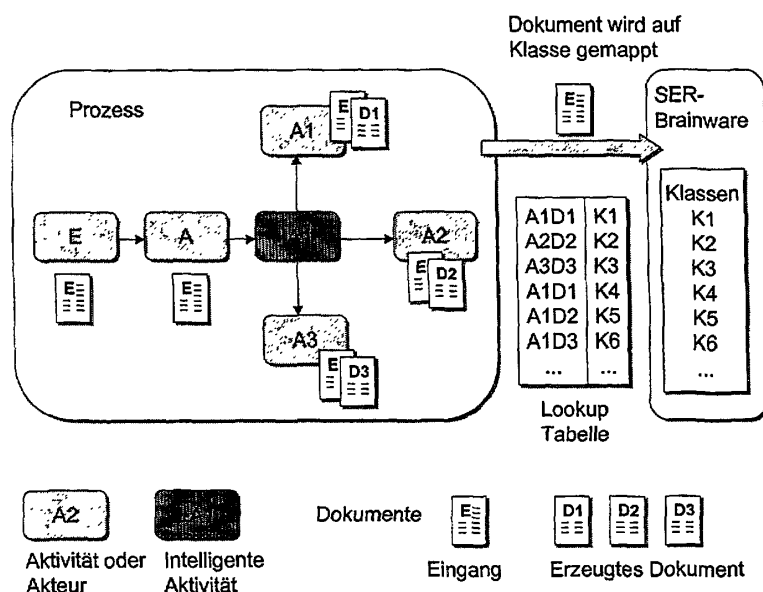 Dokument wird auf
Klasse gemappt
Prozess
E
D1
A1
E
SER-
Brainware
E
A
A2
E
D2
E
E
A3
E
D3
A1D1 K1
A2D2 K2
A3D3 K3
A1D1 K4
A1D2 K5
A1D3 K6
... ...
Lookup
Tabelle
Klassen
K1
K2
K3
K4
K5
K6
...
A2
Aktivität oder
Akteur
Intelligente
Aktivität
Dokumente
E
Eingang
D1
D2
D3
Erzeugtes Dokument